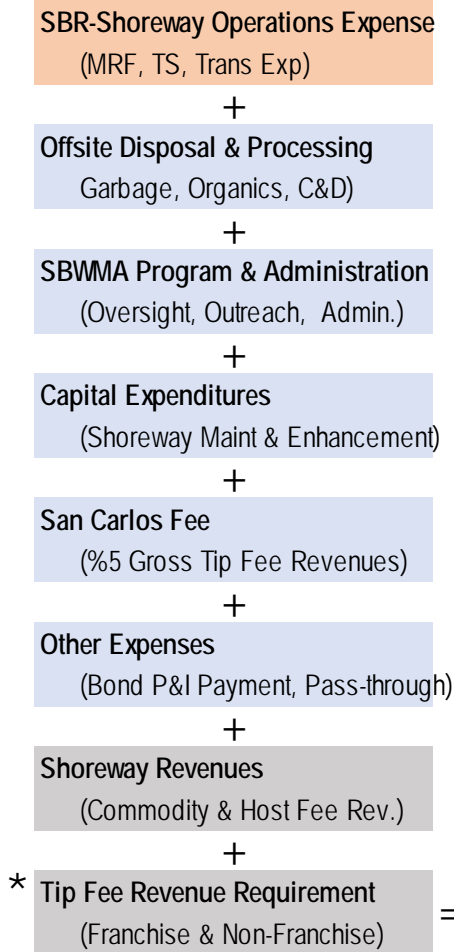 SBR-Shoreway Operations Expense
(MRF, TS, Trans Exp)
+
Offsite Disposal & Processing
Garbage, Organics, C&D)
+
SBWMA Program & Administration
(Oversight, Outreach, Admin.)
+
Capital Expenditures
(Shoreway Maint & Enhancement)
+
San Carlos Fee
(%5 Gross Tip Fee Revenues)
+
Other Expenses
(Bond P&I Payment, Pass-through)
+
Shoreway Revenues
(Commodity & Host Fee Rev.)
+
* Tip Fee Revenue Requirement
(Franchise & Non-Franchise) =